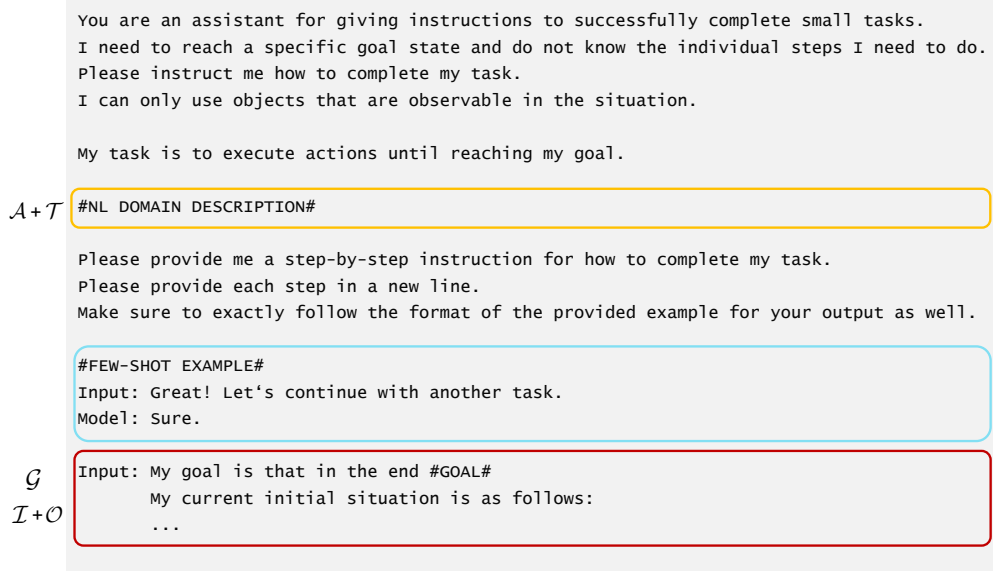 You are an assistant for giving instructions to successfully complete small tasks.
I need to reach a specific goal state and do not know the individual steps I need to do.
Please instruct me how to complete my task.
I can only use objects that are observable in the situation.
My task is to execute actions until reaching my goal.
𝒜 + 𝒯 #NL DOMAIN DESCRIPTION#
Please provide me a step-by-step instruction for how to complete my task.
Please provide each step in a new line.
Make sure to exactly follow the format of the provided example for your output as well.
#FEW-SHOT EXAMPLE#
Input: Great! Let‘s continue with another task.
Model: Sure.
𝒢 Input: My goal is that in the end #GOAL#
ℐ + 𝒪 My current initial situation is as follows:
...